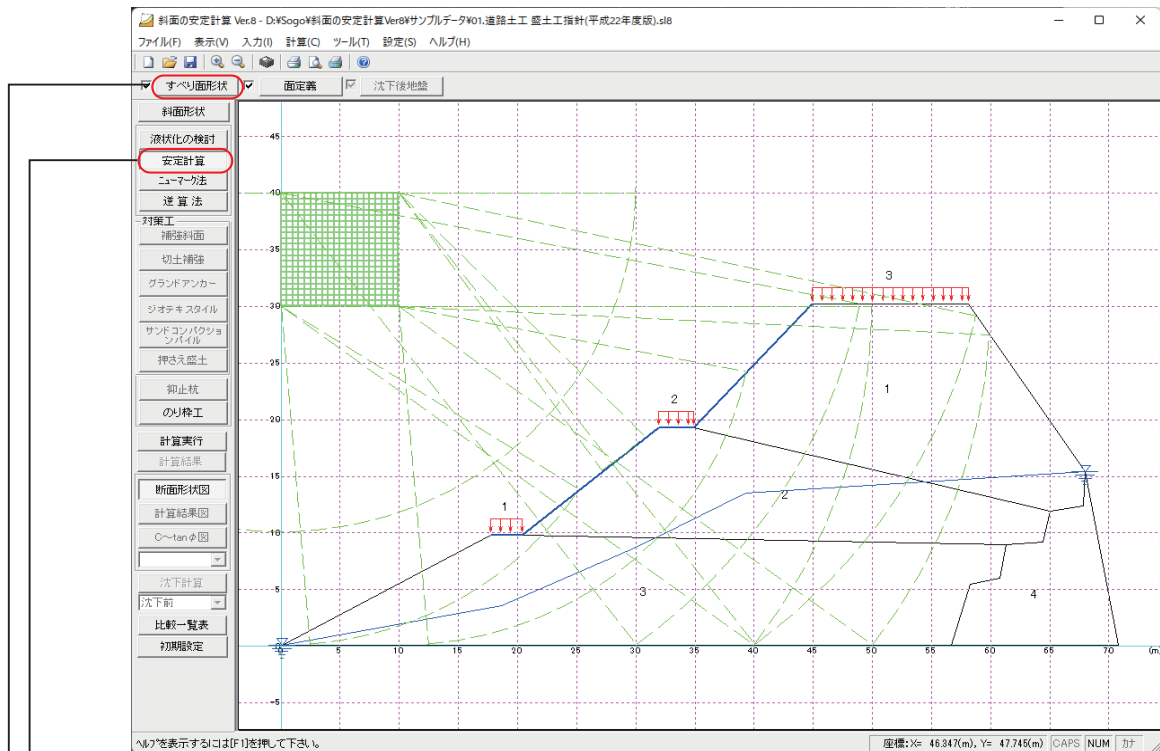 斜面の安定計算 Ver.8 - D:¥Sogo¥斜面の安定計算Ver8¥サンプルデータ¥01.道路土工 盛土工指針(平成22年度版).sl8
ファイル(F) 表示(V) 入力(I) 計算(C) ツール(T) 設定(S) ヘルプ(H)
すべり面形状 面定義 沈下後地盤
斜面形状
液状化の検討
安定計算
ニューマーク法
逆算法
対策工
補強斜面
切土補強
グランドアンカー
ジオテキスタイル
サンドコンパクショ
ンパイル
押さえ盛土
抑止杭
のり枠工
計算実行
計算結果
断面形状図
計算結果図
C～tanφ図
沈下計算
沈下前
比較一覧表
初期設定
45
40
35
30
25
20
15
10
5
0
-5
3
1
2
2
1
3
4
0 5 10 15 20 25 30 35 40 45 50 55 60 65 70 (m)
ヘルプを表示するには[F1]を押して下さい。
座標:X= 46.347(m), Y= 47.745(m) CAPS NUM カナ